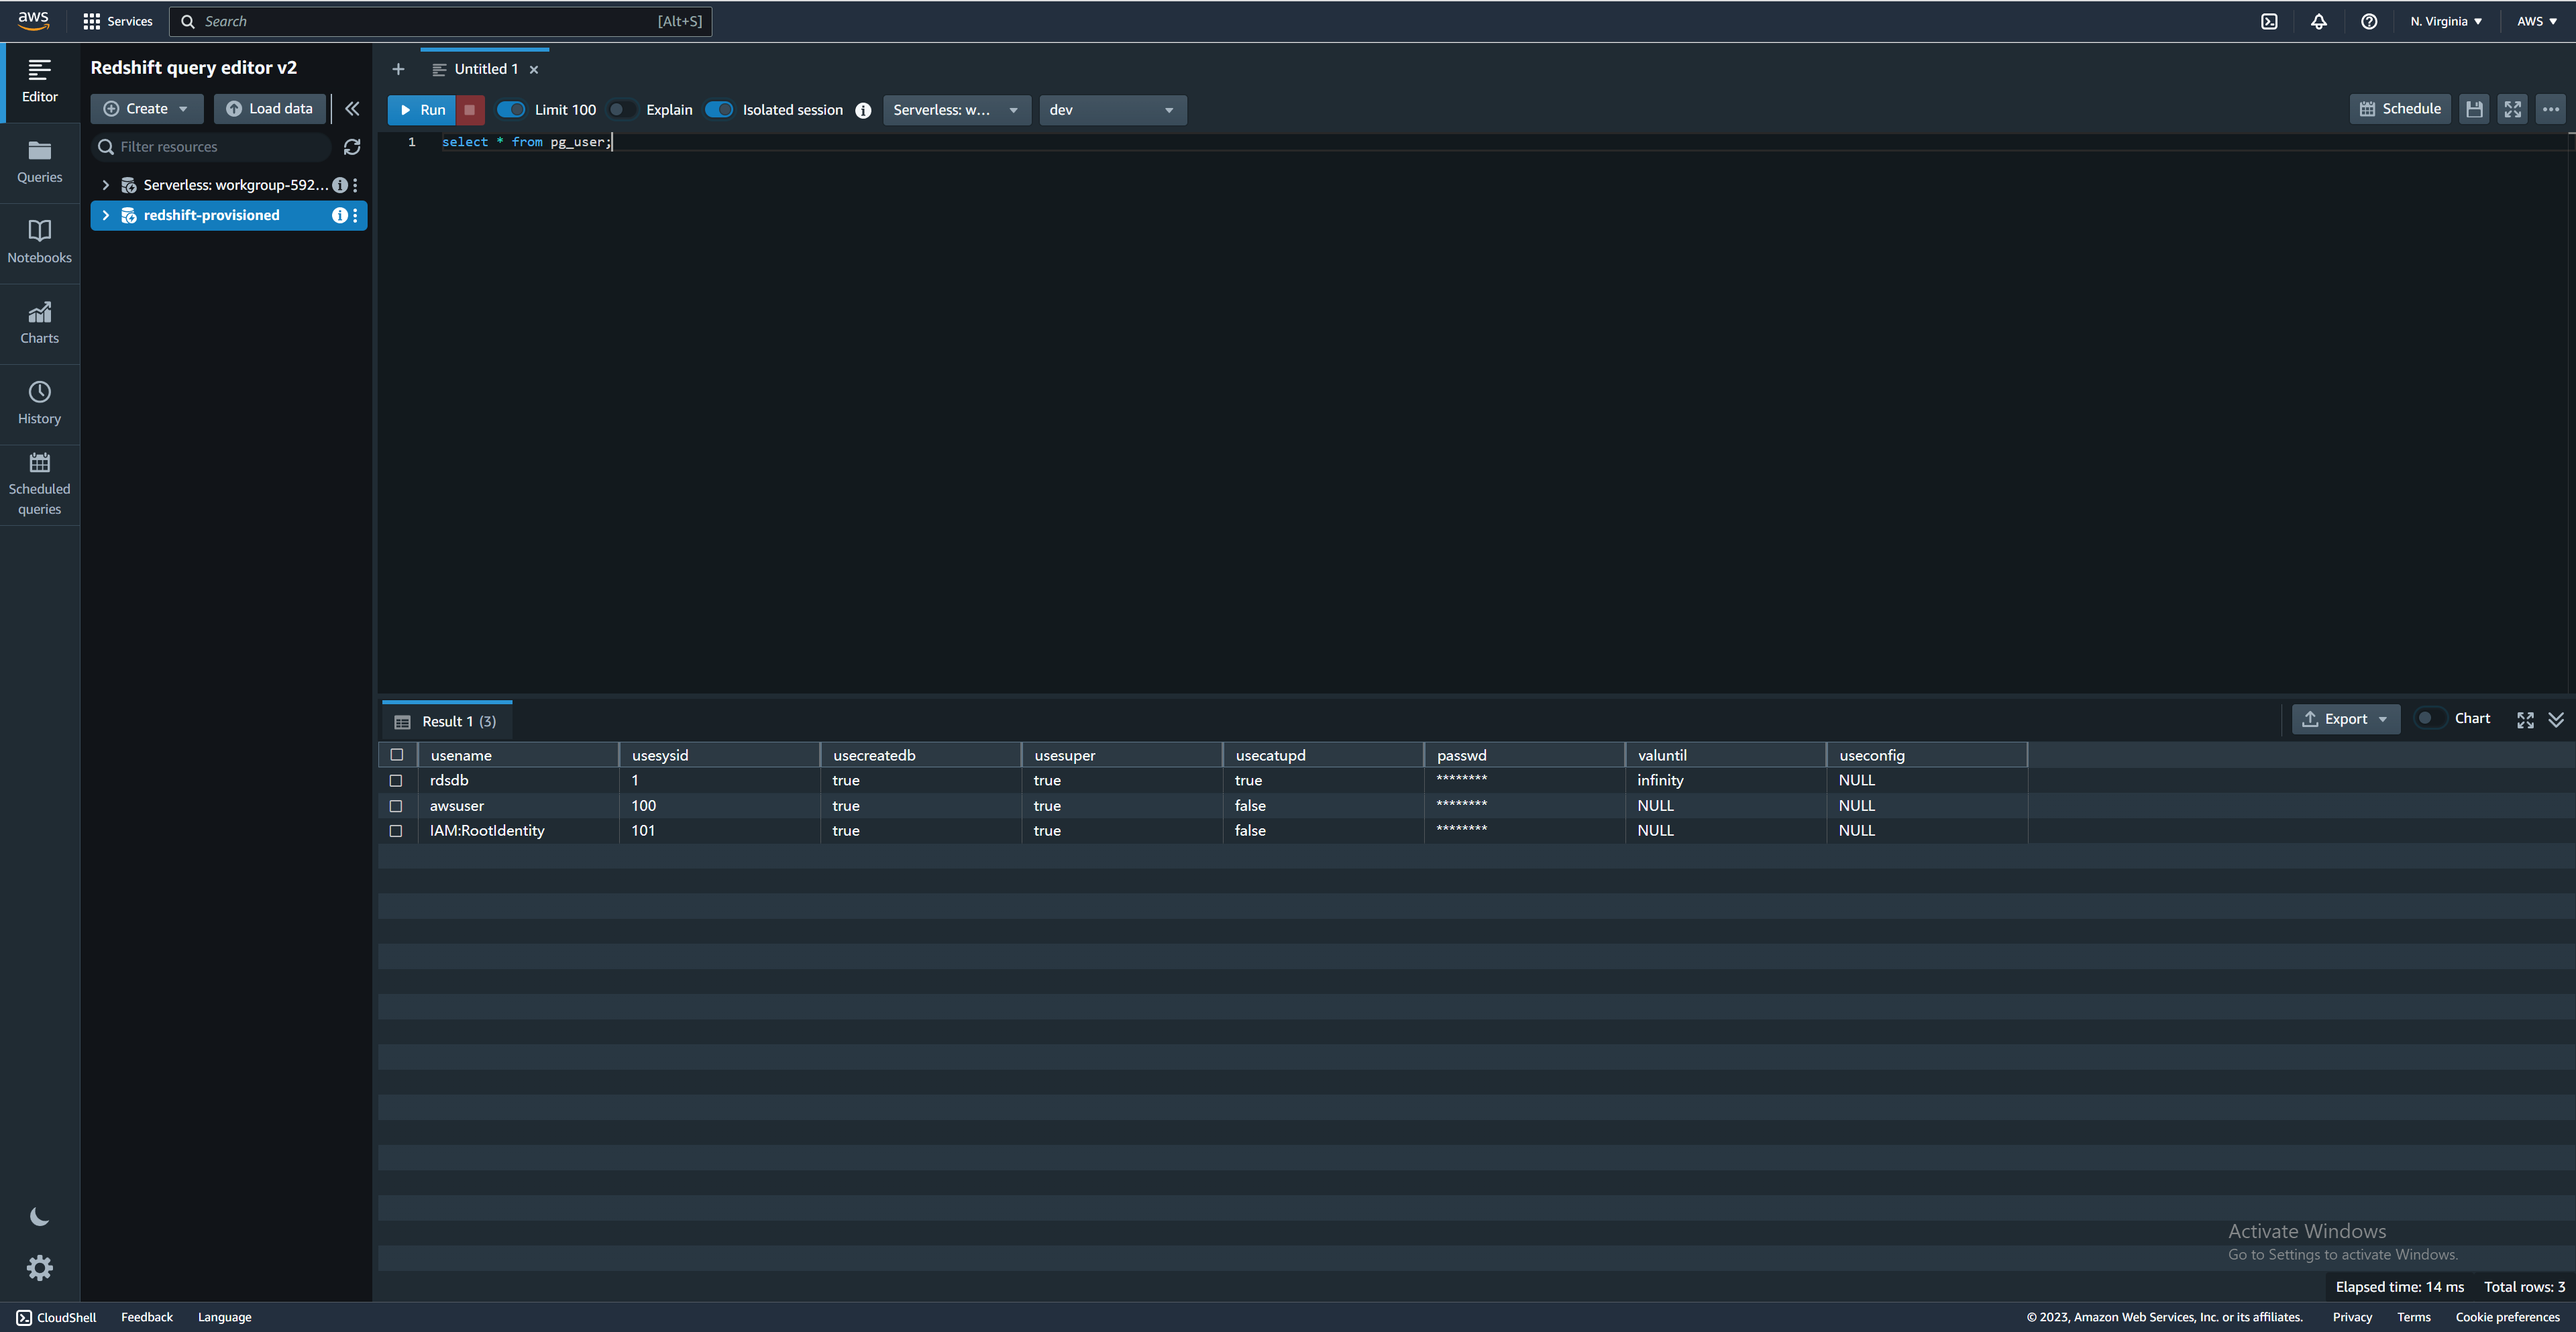 aws Services Search [Alt+S] N. Virginia AWS
Editor
Queries
Notebooks
Charts
History
Scheduled
queries
Redshift query editor v2
Create Load data
Filter resources
Serverless: workgroup-592...
redshift-provisioned
Untitled 1
Run Limit 100 Explain Isolated session Serverless: w... dev Schedule
1 select * from pg_user;
Result 1 (3) Export Chart
usename usesysid usecreatedb usesuper usecatupd passwd valuntil useconfig
rdsdb 1 true true true ******** infinity NULL
awsuser 100 true true false ******** NULL NULL
IAM:RootIdentity 101 true true false ******** NULL NULL
Activate Windows
Go to Settings to activate Windows.
Elapsed time: 14 ms Total rows: 3
CloudShell Feedback Language © 2023, Amazon Web Services, Inc. or its affiliates. Privacy Terms Cookie preferences